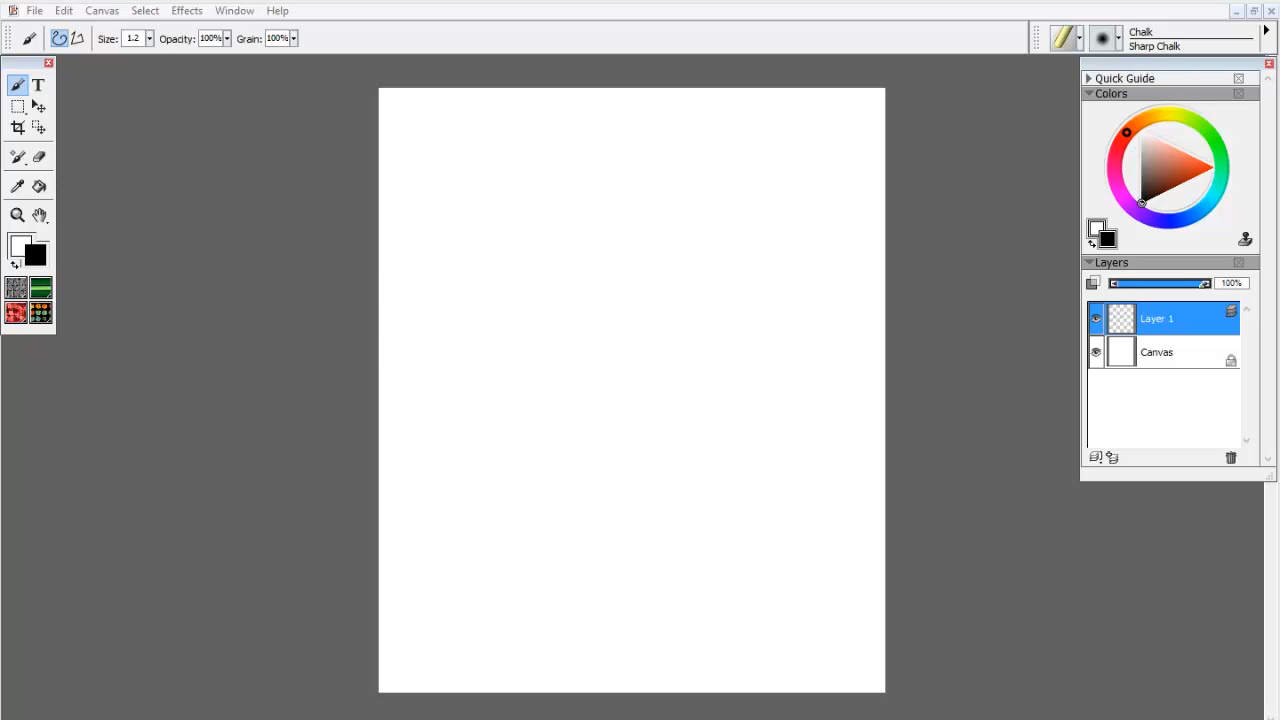 File Edit Canvas Select Effects Window Help
Size: 1.2 Opacity: 100% Grain: 100%
Chalk
Sharp Chalk
T
Quick Guide
Colors
Layers
100%
Layer 1
Canvas